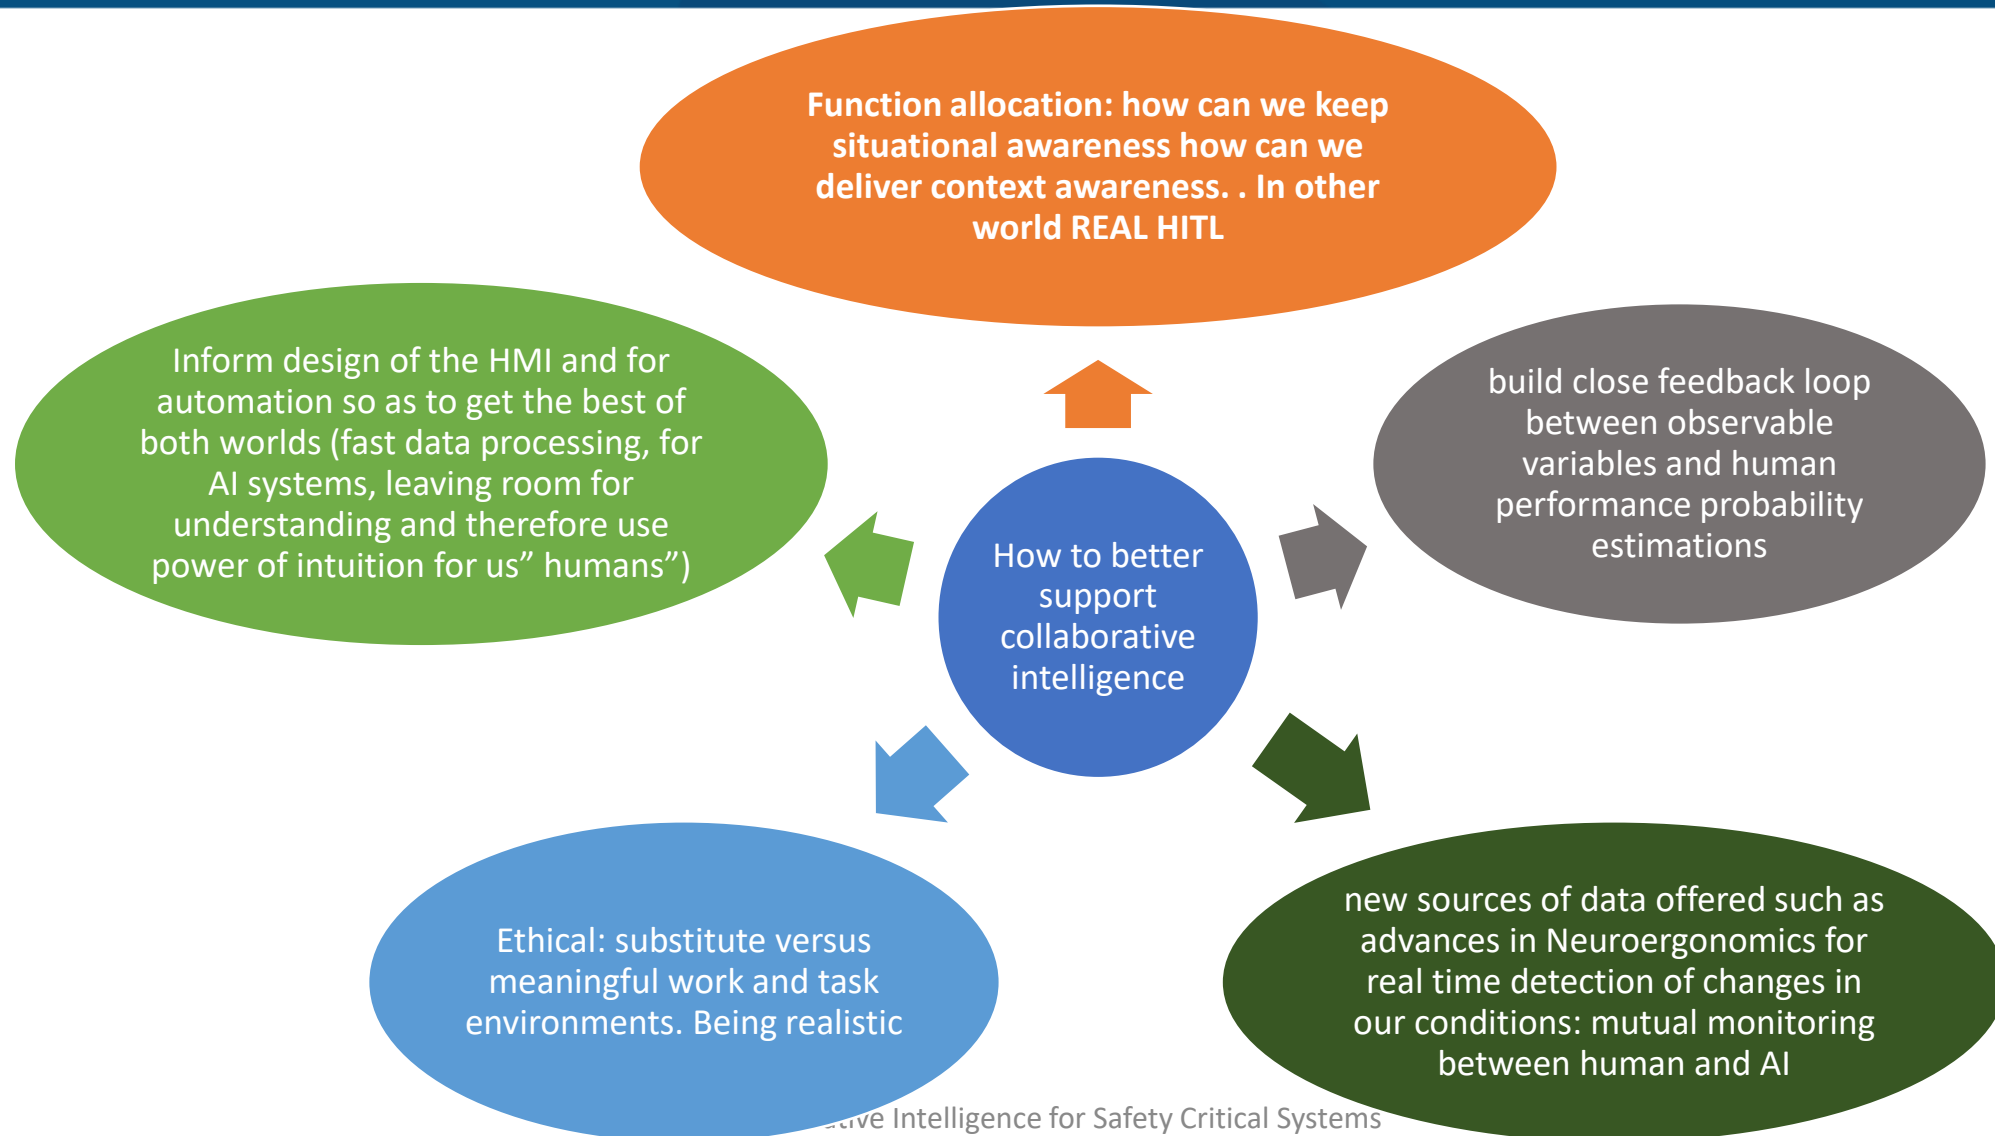 Function allocation: how can we keep
situational awareness how can we
deliver context awareness. . In other
world REAL HITL
Inform design of the HMI and for
automation so as to get the best of
both worlds (fast data processing, for
AI systems, leaving room for
understanding and therefore use
power of intuition for us” humans”)
build close feedback loop
between observable
variables and human
performance probability
estimations
How to better
support
collaborative
intelligence
Ethical: substitute versus
meaningful work and task
environments. Being realistic
new sources of data offered such as
advances in Neuroergonomics for
real time detection of changes in
our conditions: mutual monitoring
between human and AI
Intelligence for Safety Critical Systems